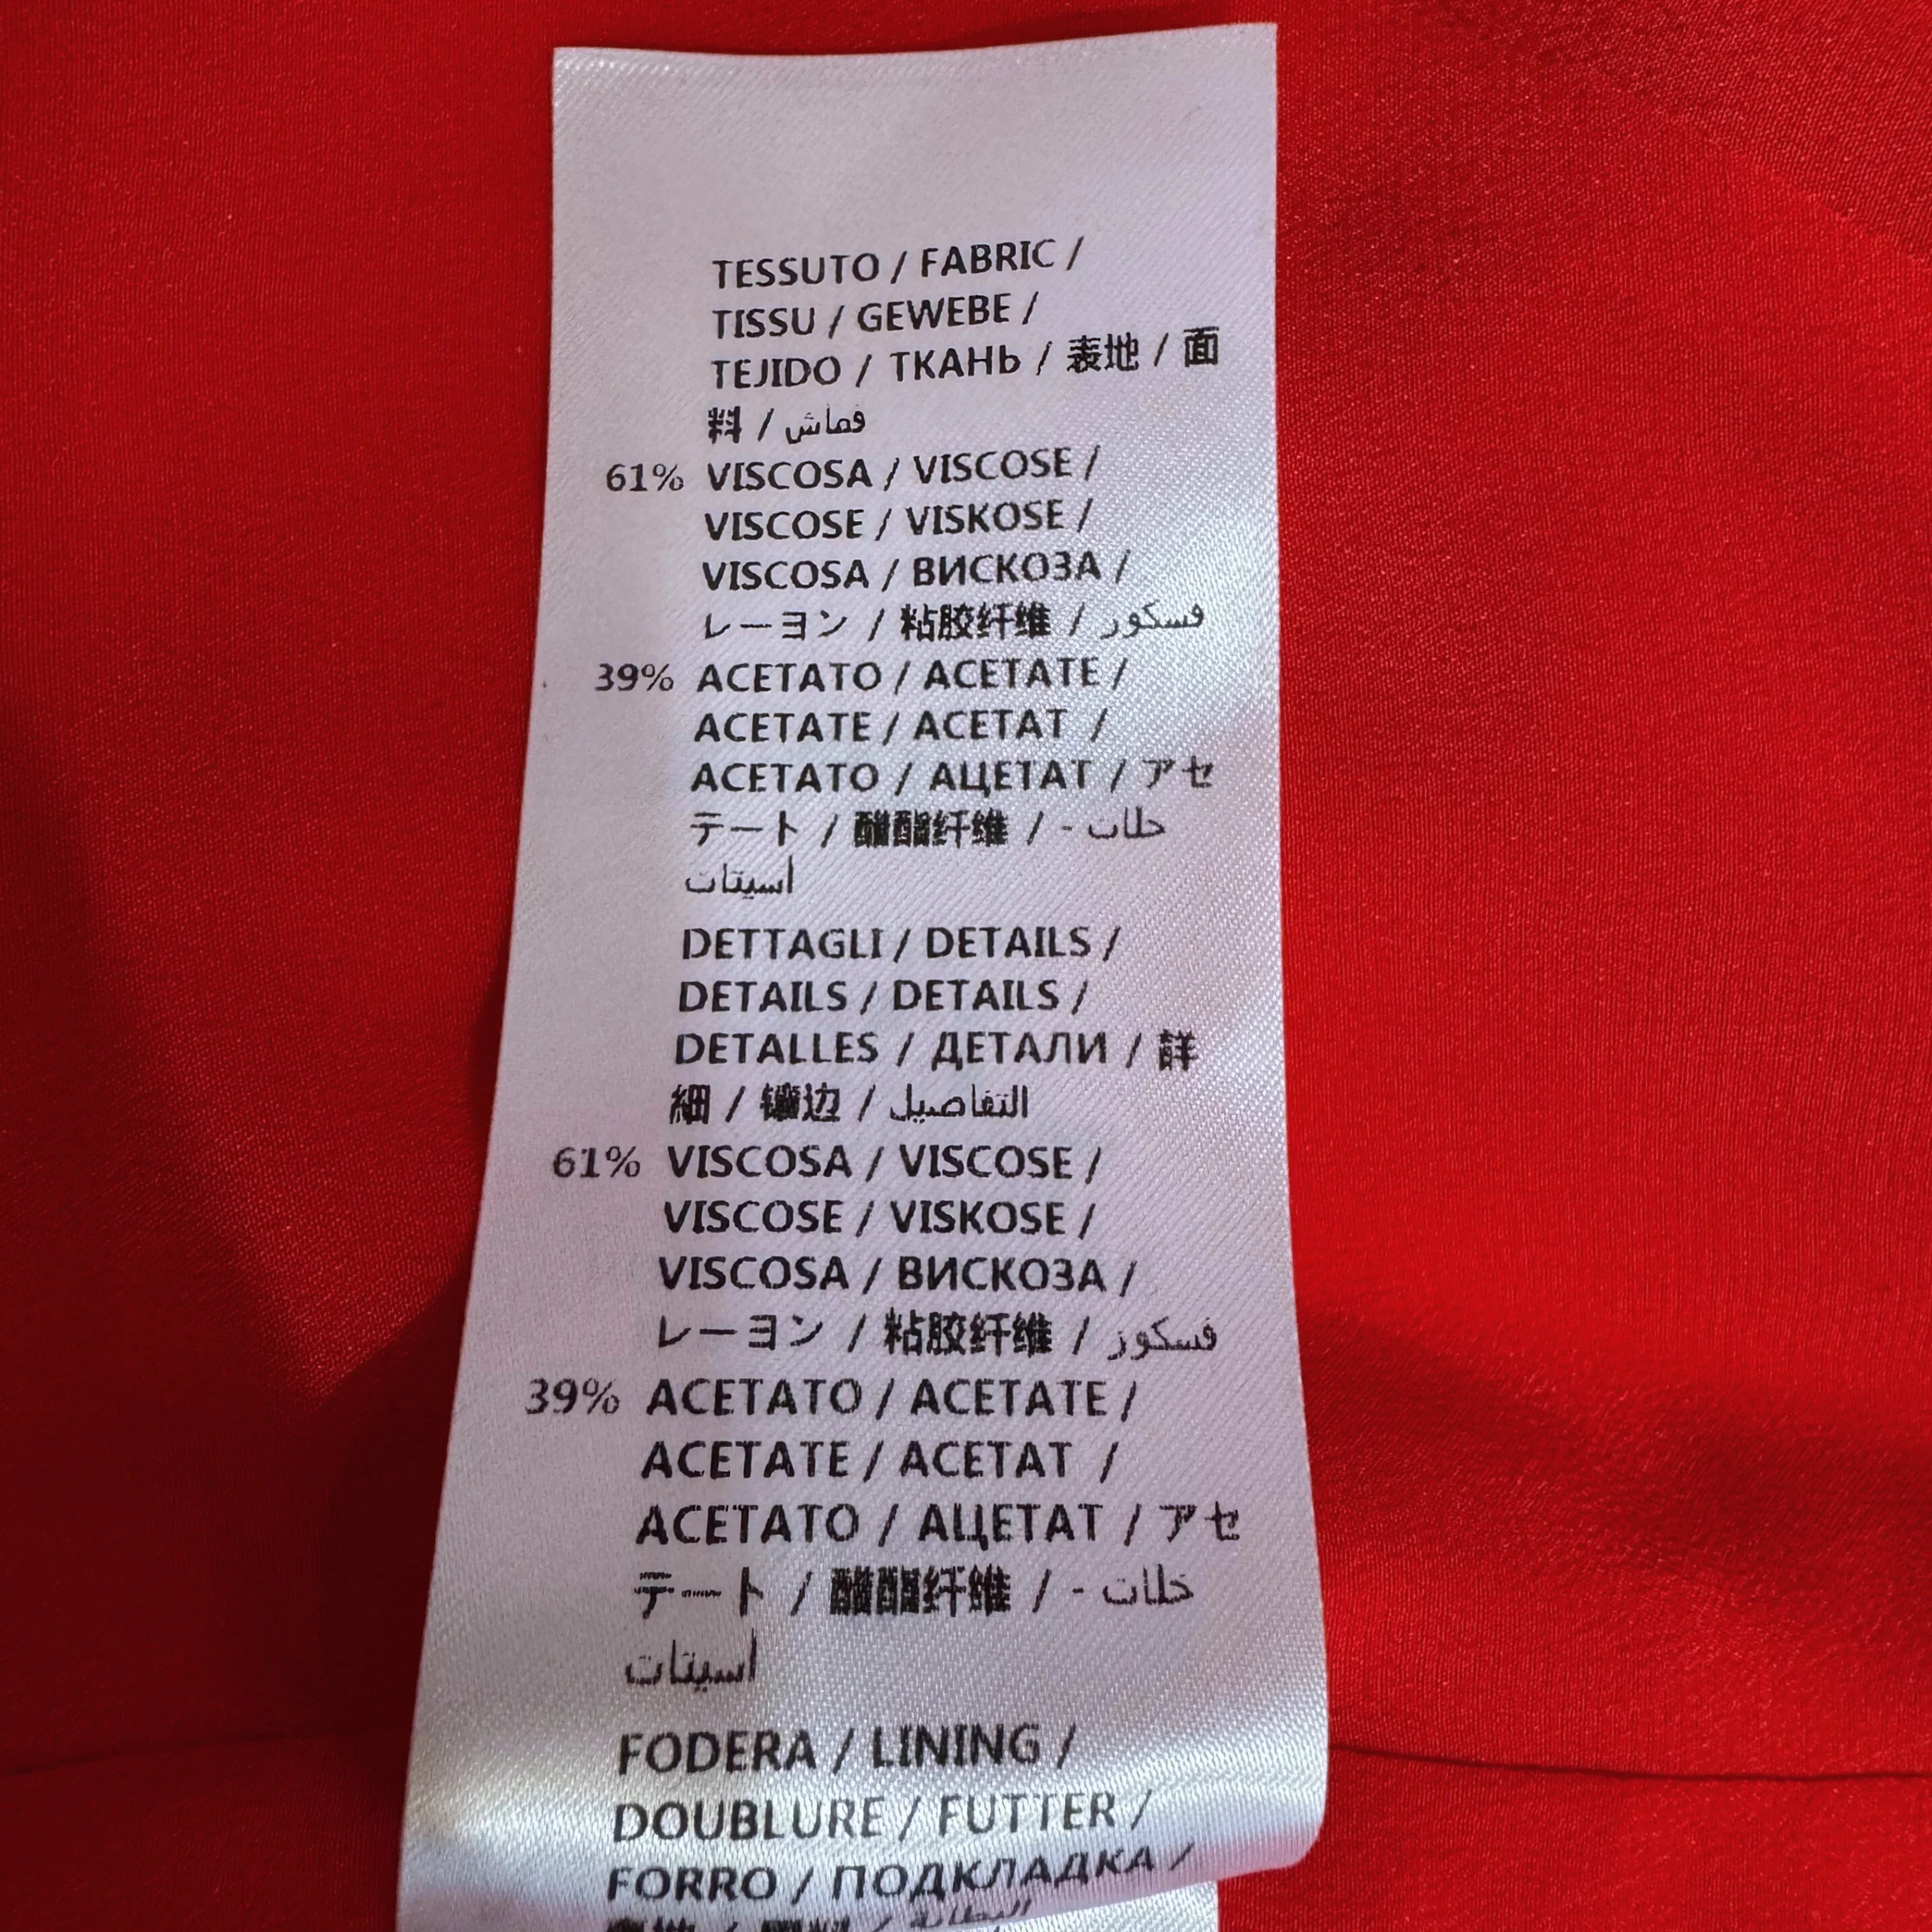 TESSUTO / FABRIC /
TISSU / GEWEBE /
TEJIDO / ТКАНЬ / 表地 / 面
料 / قماش
61% VISCOSA / VISCOSE /
VISCOSE / VISKOSE /
VISCOSA / ВИСКОЗА /
レーヨン / 粘胶纤维 / فسكوز
39% ACETATO / ACETATE /
ACETATE / ACETAT /
ACETATO / АЦЕТАТ / アセ
テート / 醋酯纤维 / - خلات
أسيتات
DETTAGLI / DETAILS /
DETAILS / DETAILS /
DETALLES / ДЕТАЛИ / 詳
細 / 镶边 / التفاصيل
61% VISCOSA / VISCOSE /
VISCOSE / VISKOSE /
VISCOSA / ВИСКОЗА /
レーヨン / 粘胶纤维 / فسكوز
39% ACETATO / ACETATE /
ACETATE / ACETAT /
ACETATO / АЦЕТАТ / アセ
テート / 醋酯纤维 / - خلات
أسيتات
FODERA / LINING /
DOUBLURE / FUTTER /
FORRO / ПОДКЛАДКА /